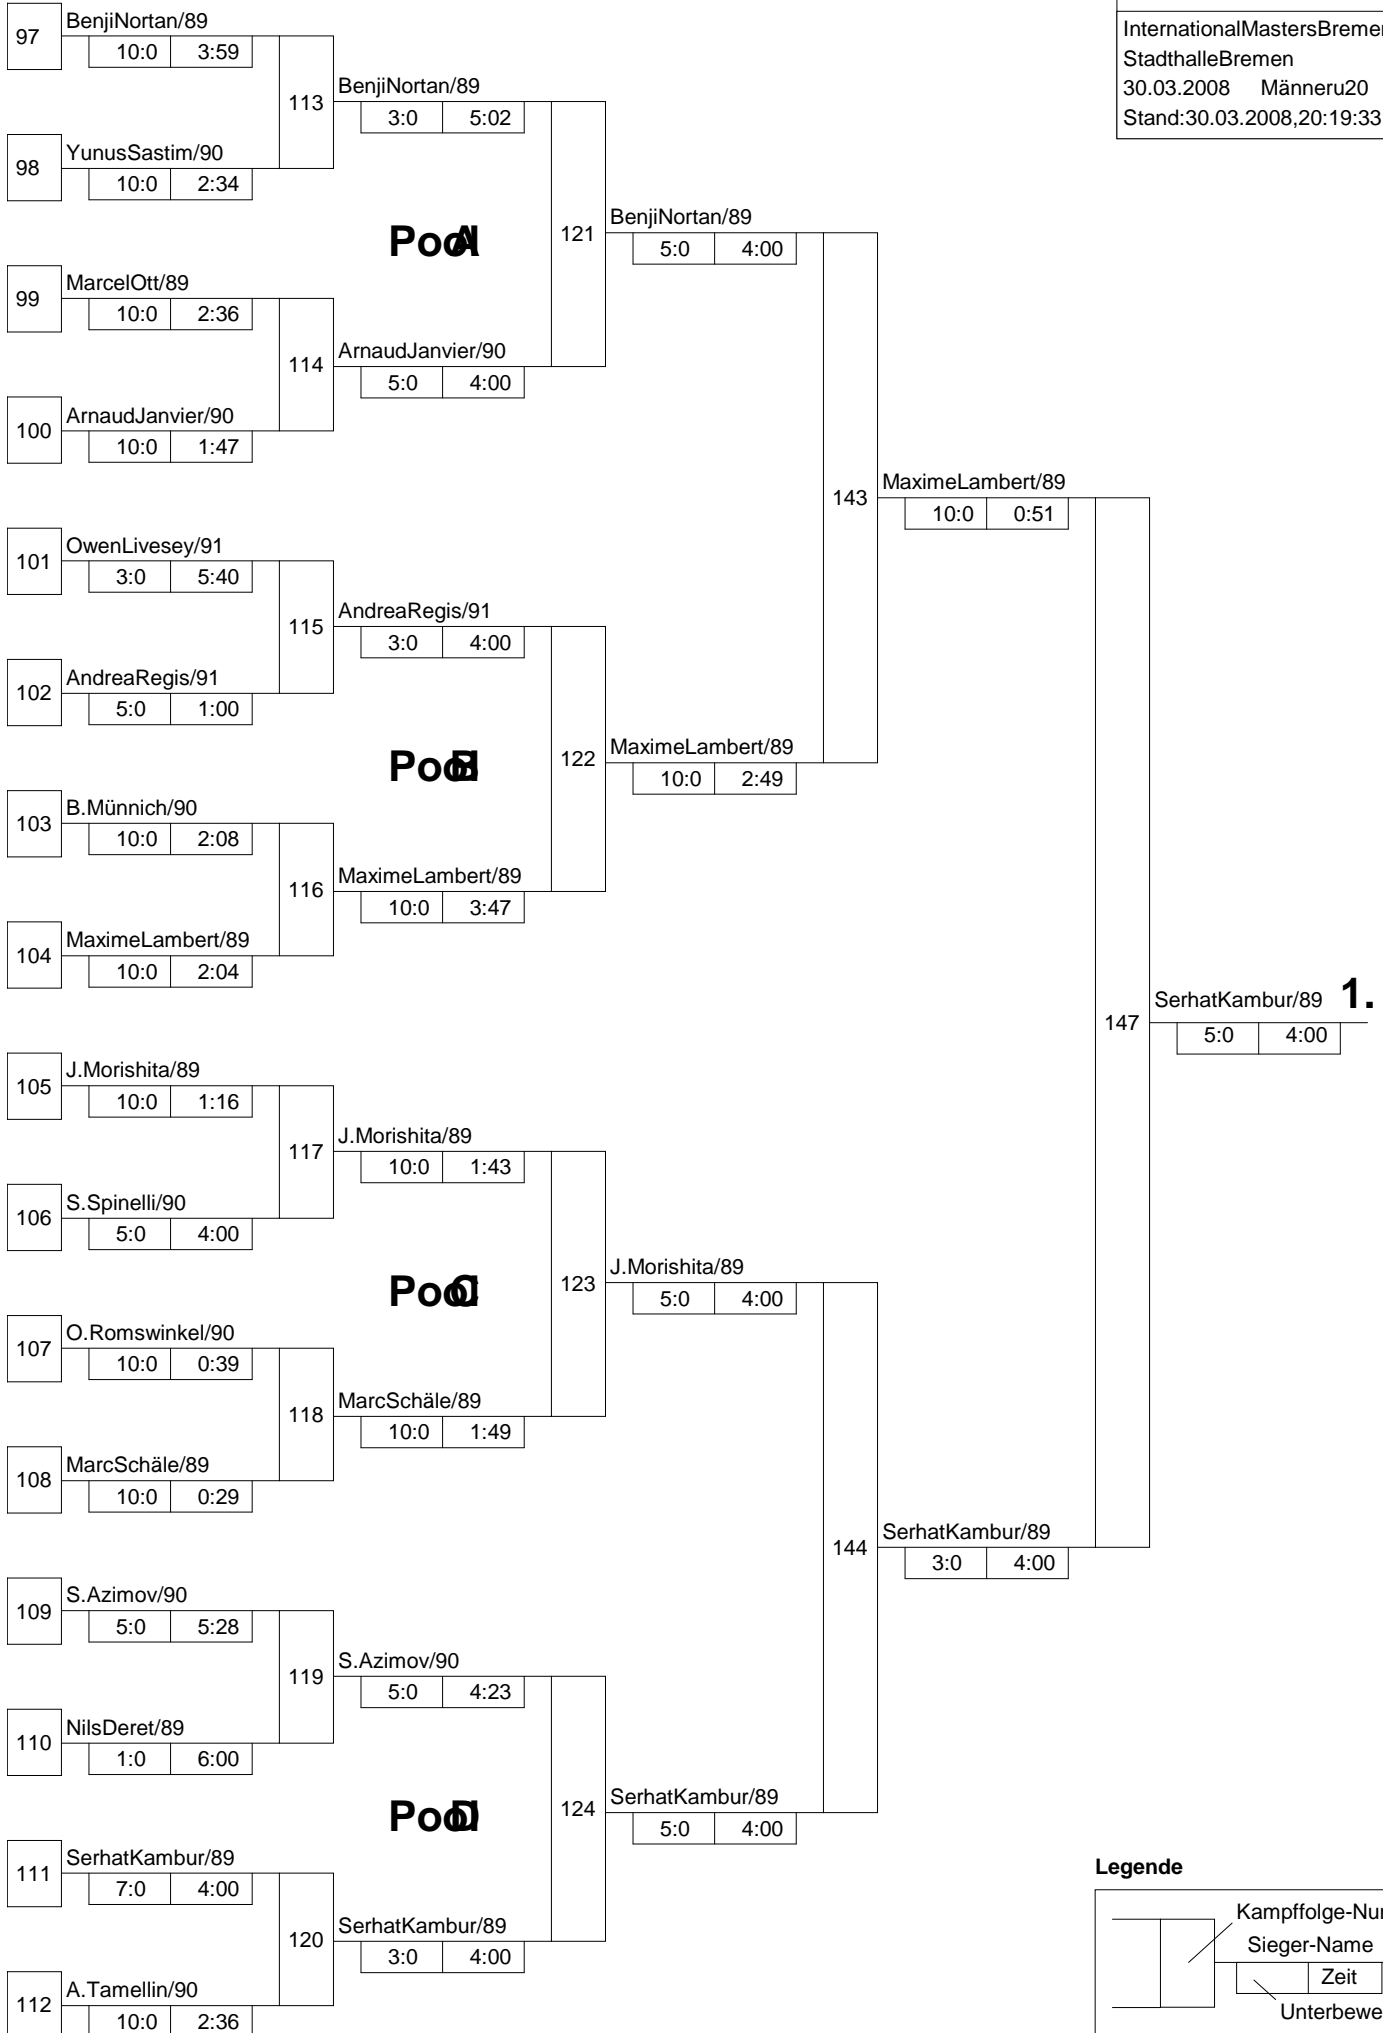 InternationalMastersBremen
StadthalleBremen
30.03.2008 Männeru20
Stand:30.03.2008,20:19:33
97 BenjiNortan/89
10:0 3:59
113 BenjiNortan/89
3:0 5:02
98 YunusSastim/90
10:0 2:34
Pool A
121 BenjiNortan/89
5:0 4:00
99 MarcelOtt/89
10:0 2:36
114 ArnaudJanvier/90
5:0 4:00
100 ArnaudJanvier/90
10:0 1:47
143 MaximeLambert/89
10:0 0:51
101 OwenLivesey/91
3:0 5:40
115 AndreaRegis/91
3:0 4:00
102 AndreaRegis/91
5:0 1:00
Pool B
122 MaximeLambert/89
10:0 2:49
103 B.Münnich/90
10:0 2:08
116 MaximeLambert/89
10:0 3:47
104 MaximeLambert/89
10:0 2:04
147 SerhatKambur/89 1.
5:0 4:00
105 J.Morishita/89
10:0 1:16
117 J.Morishita/89
10:0 1:43
106 S.Spinelli/90
5:0 4:00
Pool C
123 J.Morishita/89
5:0 4:00
107 O.Romswinkel/90
10:0 0:39
118 MarcSchäle/89
10:0 1:49
108 MarcSchäle/89
10:0 0:29
144 SerhatKambur/89
3:0 4:00
109 S.Azimov/90
5:0 5:28
119 S.Azimov/90
5:0 4:23
110 NilsDeret/89
1:0 6:00
Pool D
124 SerhatKambur/89
5:0 4:00
111 SerhatKambur/89
7:0 4:00
120 SerhatKambur/89
3:0 4:00
112 A.Tamellin/90
10:0 2:36
Legende
Kampffolge-Nu
Sieger-Name
Zeit
Unterbewe